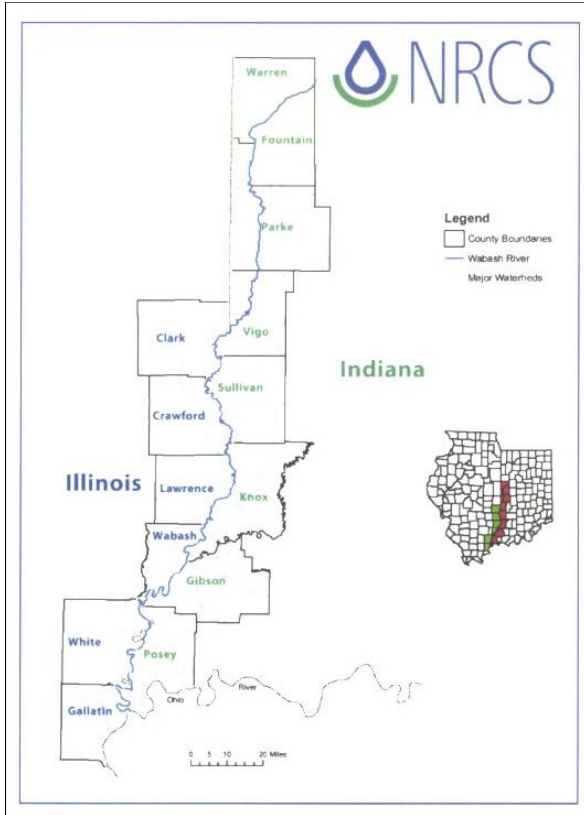 NRCS
Warren
Fountain
Parke
Legend
County Boundaries
Wabash River
Major Waterheds
Vigo
Clark
Indiana
Sullivan
Crawford
Illinois
Lawrence
Knox
Wabash
Gibson
White
Posey
Ohio River
Gallatin
0 5 10 20 Miles